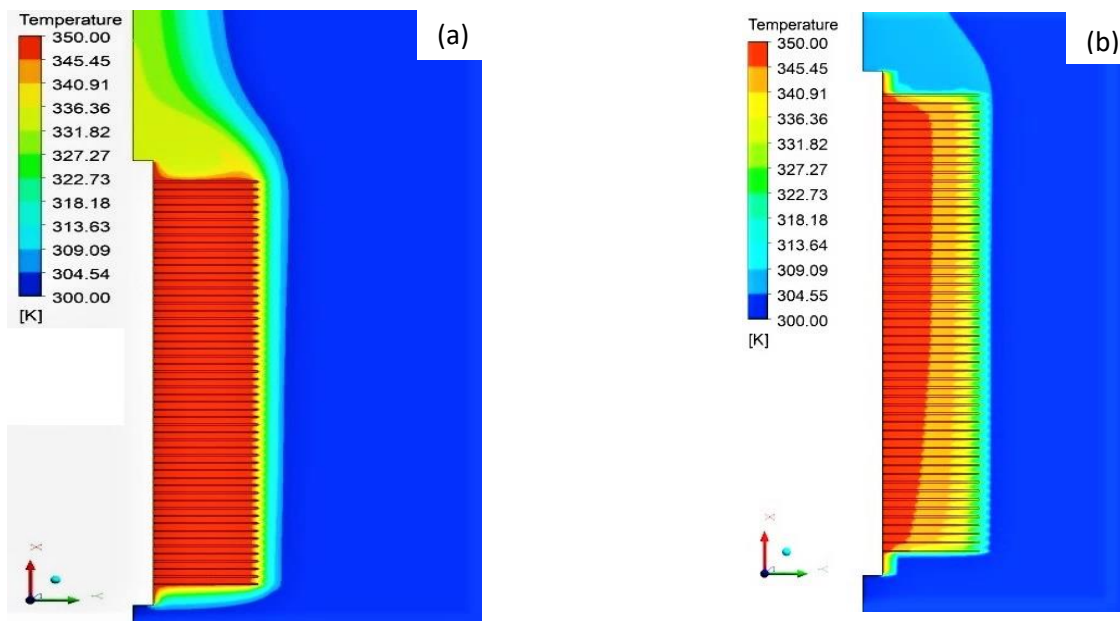 Temperature
350.00
345.45
340.91
336.36
331.82
327.27
322.73
318.18
313.63
309.09
304.54
300.00
[K]
(a)
X
Y
Temperature
350.00
345.45
340.91
336.36
331.82
327.27
322.73
318.18
313.64
309.09
304.55
300.00
[K]
(b)
X
Y